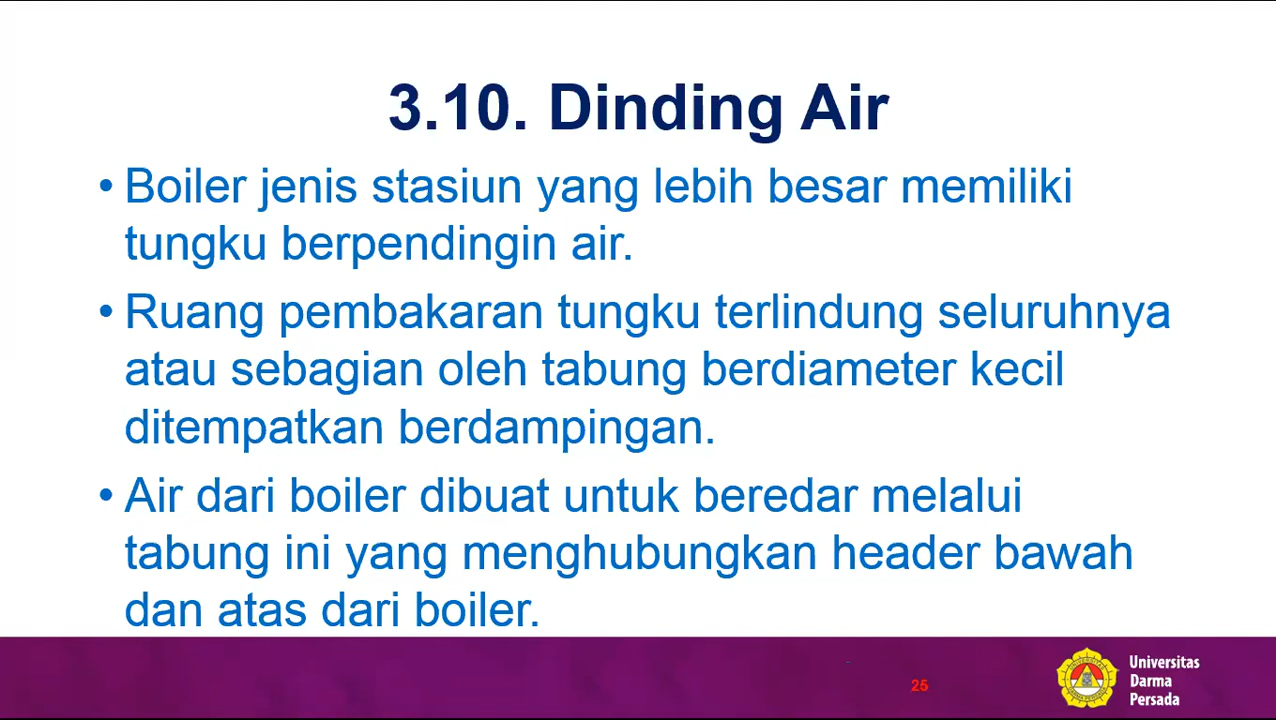 3.10. Dinding Air
• Boiler jenis stasiun yang lebih besar memiliki
tungku berpendingin air.
• Ruang pembakaran tungku terlindung seluruhnya
atau sebagian oleh tabung berdiameter kecil
ditempatkan berdampingan.
• Air dari boiler dibuat untuk beredar melalui
tabung ini yang menghubungkan header bawah
dan atas dari boiler.
25
Universitas
Darma
Persada